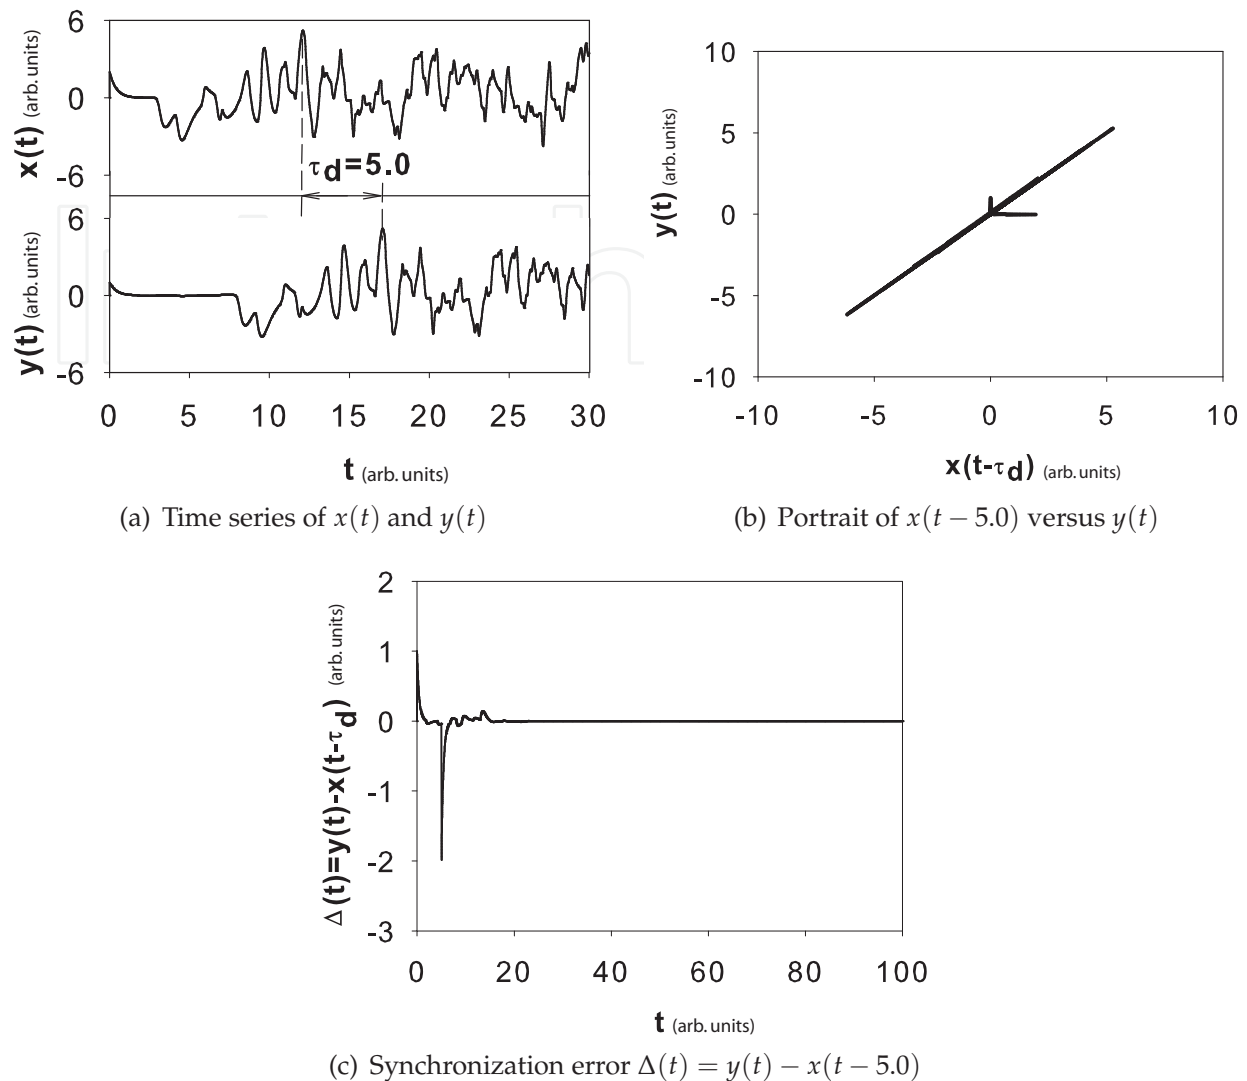 6
0
-6
x(t) (arb.units)
τd=5.0
6
0
-6
y(t) (arb.units)
0 5 10 15 20 25 30
t (arb.units)
(a) Time series of x(t) and y(t)
10
5
0
-5
-10
y(t) (arb.units)
-10 -5 0 5 10
x(t-τd) (arb.units)
(b) Portrait of x(t − 5.0) versus y(t)
2
1
0
-1
-2
-3
Δ(t)=y(t)-x(t-τd) (arb.units)
0 20 40 60 80 100
t (arb.units)
(c) Synchronization error Δ(t) = y(t) − x(t − 5.0)